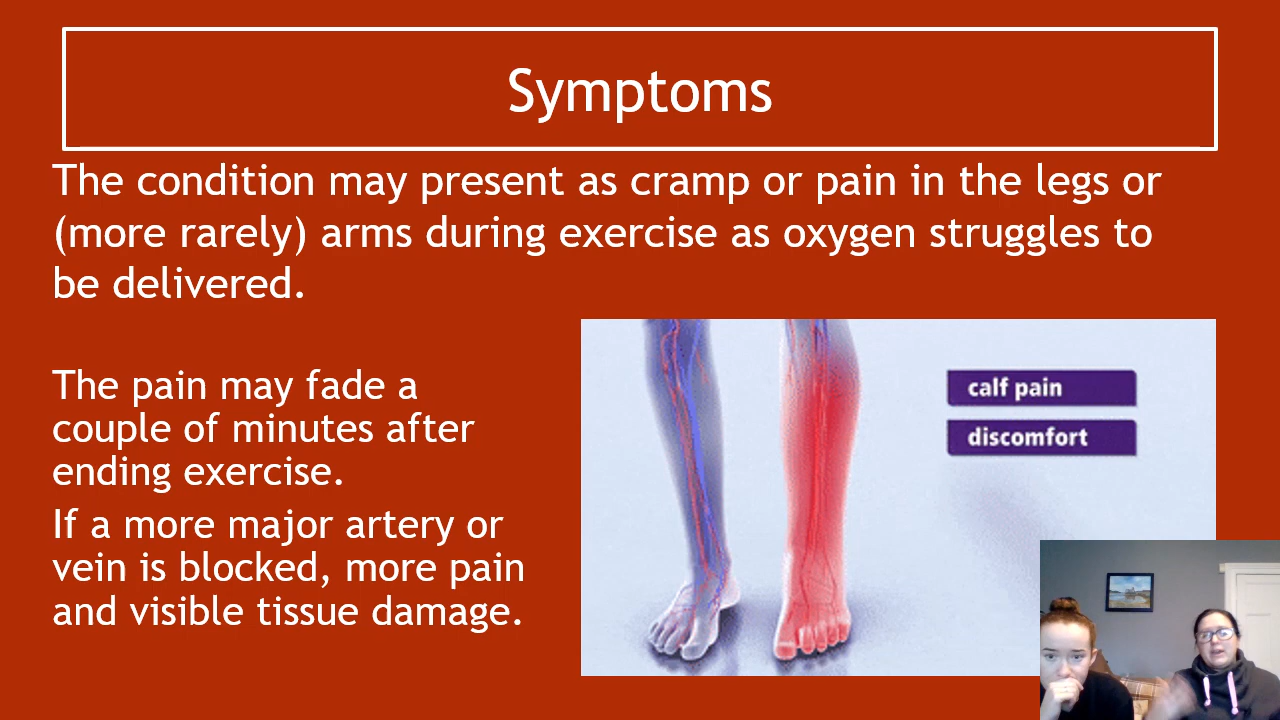 Symptoms
The condition may present as cramp or pain in the legs or
(more rarely) arms during exercise as oxygen struggles to
be delivered.
The pain may fade a
couple of minutes after
ending exercise.
If a more major artery or
vein is blocked, more pain
and visible tissue damage.
calf pain
discomfort